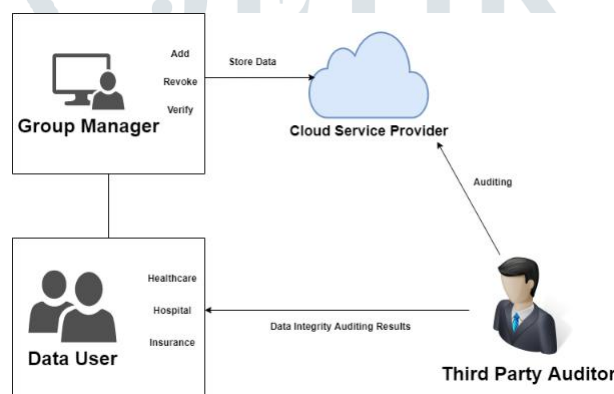 Add
Revoke
Verify
Group Manager
Store Data
Cloud Service Provider
Auditing
Healthcare
Hospital
Insurance
Data User
Data Integrity Auditing Results
Third Party Auditor